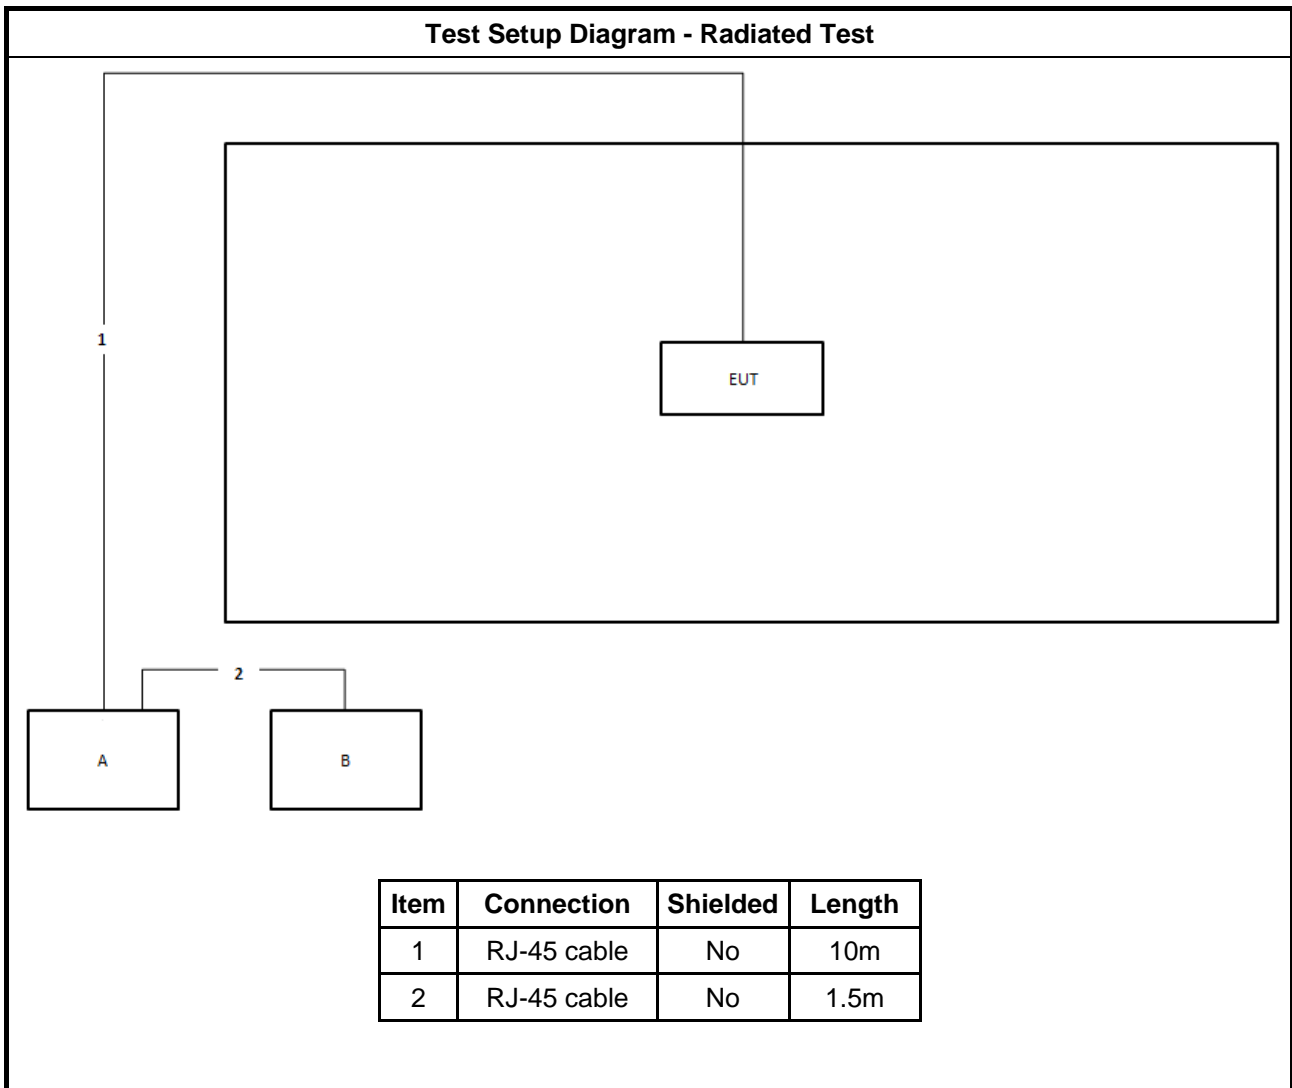 Test Setup Diagram - Radiated Test
1
EUT
2
A
B
Item Connection Shielded Length
1 RJ-45 cable No 10m
2 RJ-45 cable No 1.5m